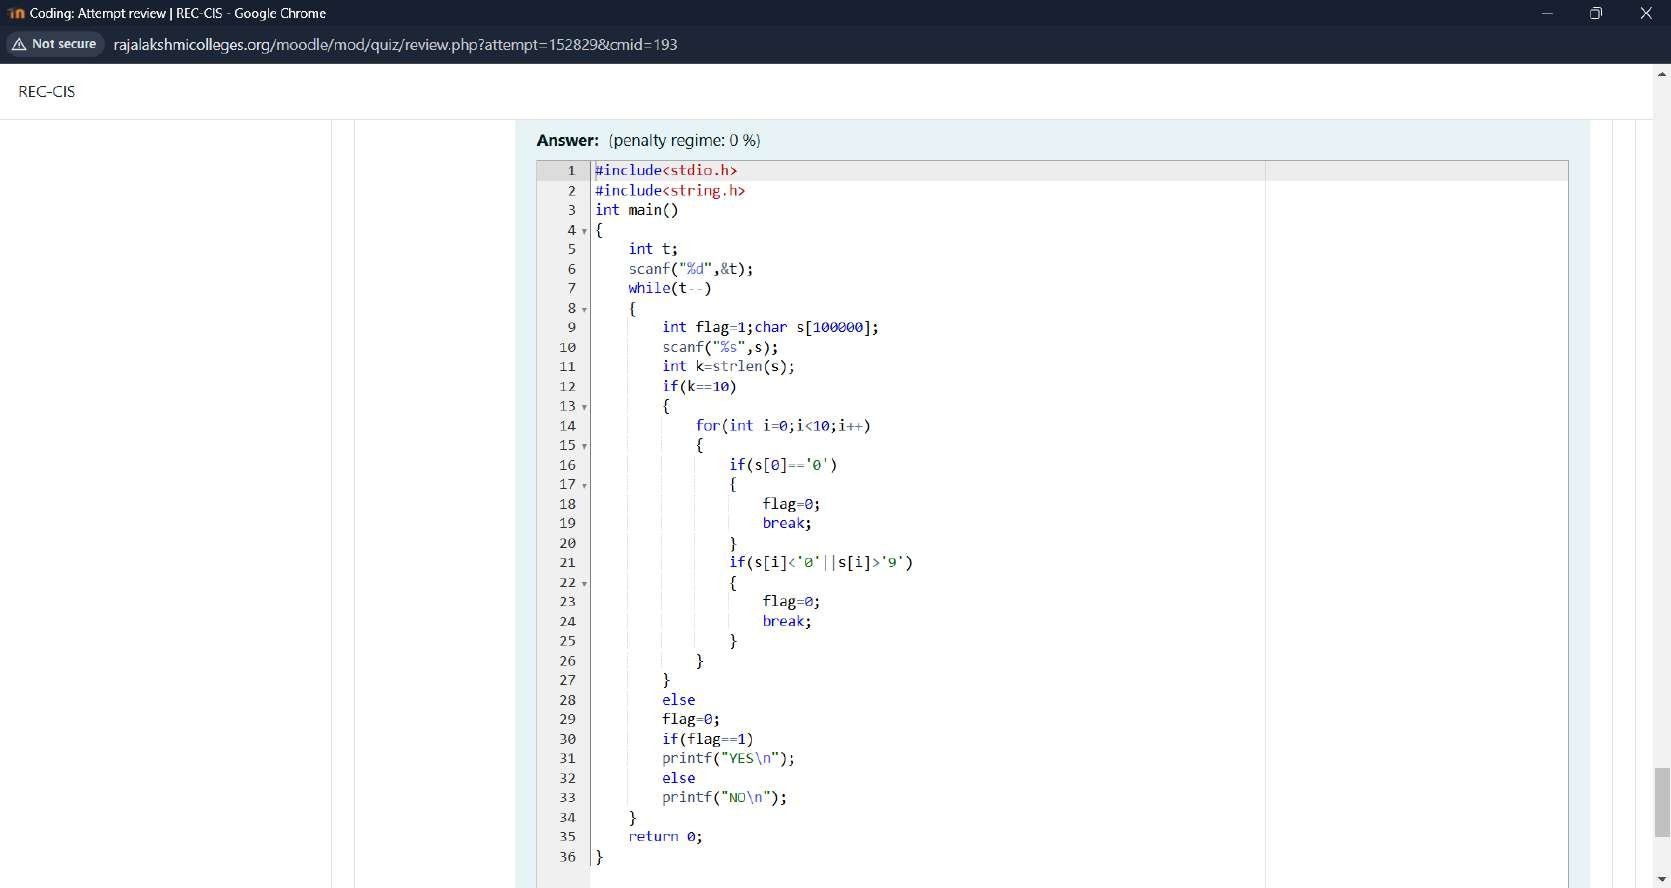 Coding: Attempt review | REC-CIS - Google Chrome
Not secure rajalakshmicolleges.org/moodle/mod/quiz/review.php?attempt=152829&cmid=193
REC-CIS
Answer: (penalty regime: 0 %)
1 #include<stdio.h>
2 #include<string.h>
3 int main()
4 {
5 int t;
6 scanf("%d",&t);
7 while(t--)
8 {
9 int flag=1;char s[100000];
10 scanf("%s",s);
11 int k=strlen(s);
12 if(k==10)
13 {
14 for(int i=0;i<10;i++)
15 {
16 if(s[0]=='0')
17 {
18 flag=0;
19 break;
20 }
21 if(s[i]<'0'||s[i]>'9')
22 {
23 flag=0;
24 break;
25 }
26 }
27 }
28 else
29 flag=0;
30 if(flag==1)
31 printf("YES\n");
32 else
33 printf("NO\n");
34 }
35 return 0;
36 }